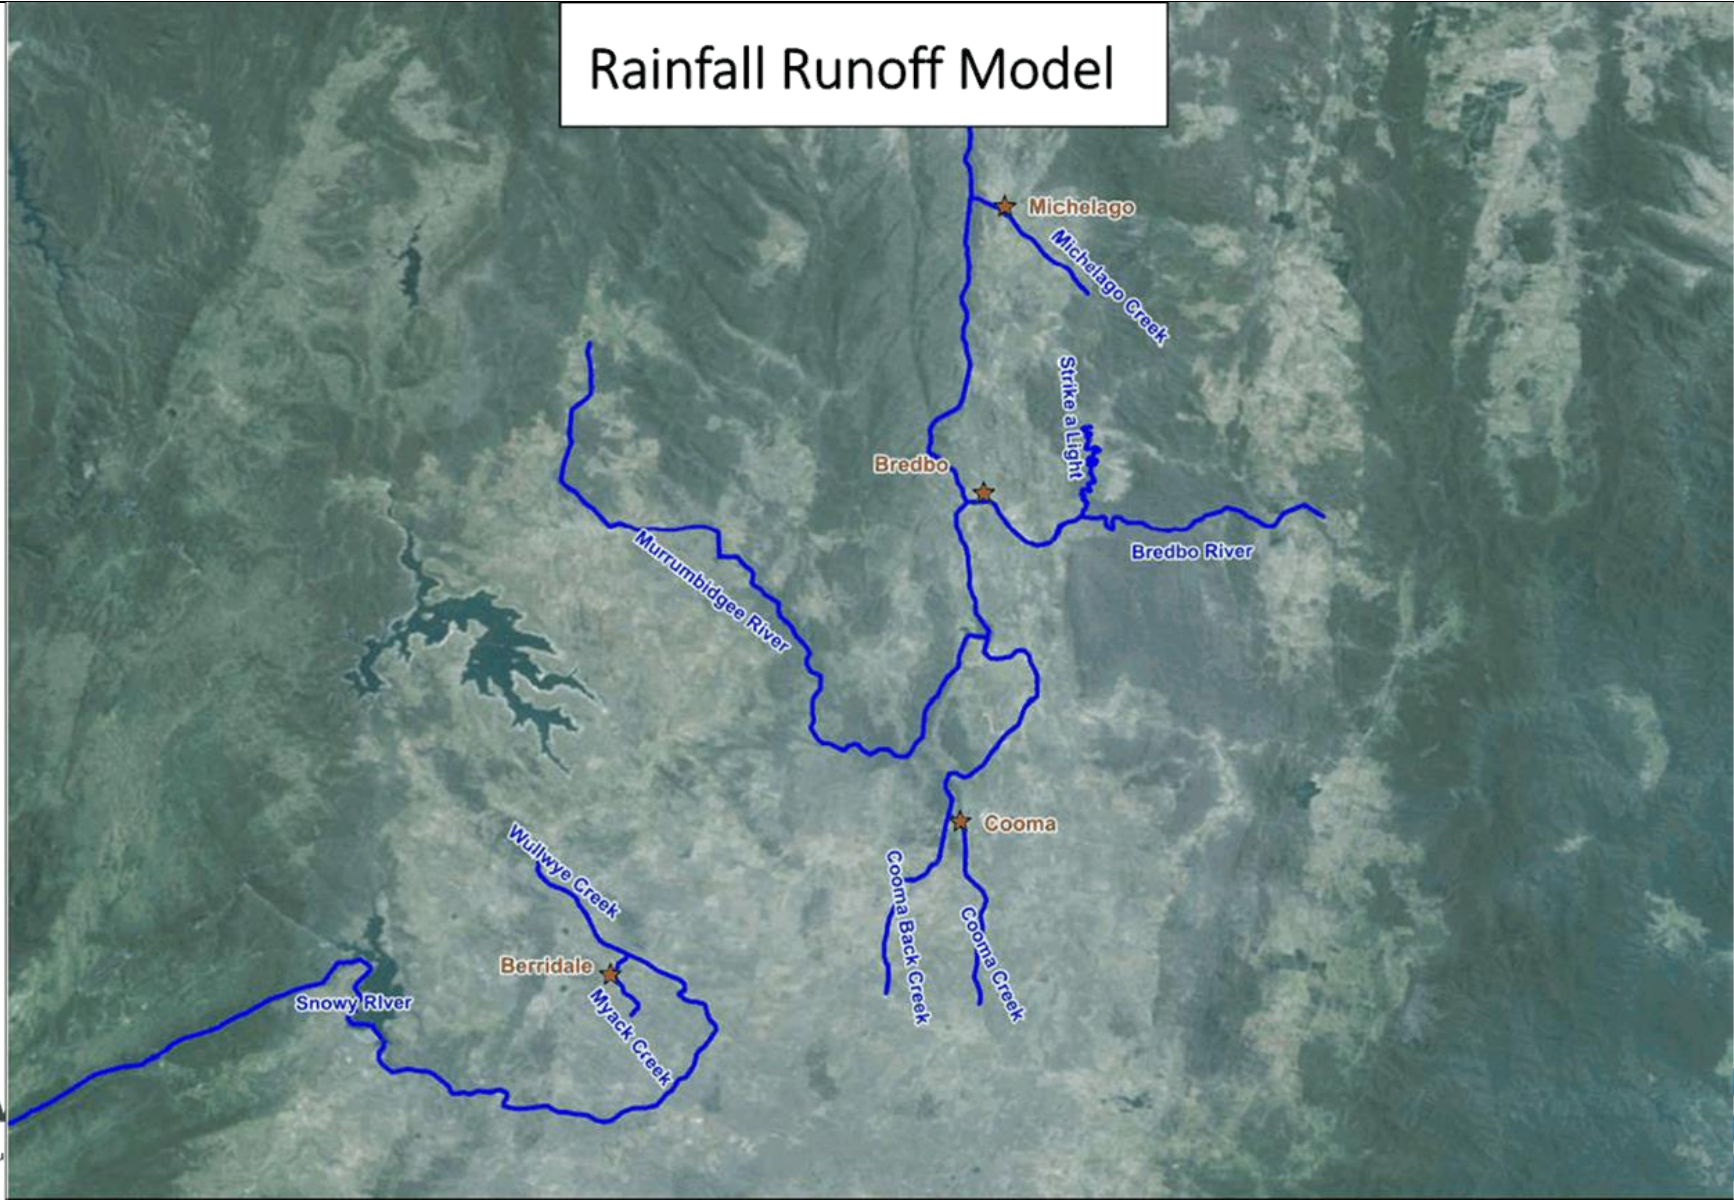 Rainfall Runoff Model
Michelago
Michelago Creek
Strike a Light
Bredbo
Bredbo River
Murrumbidgee River
Cooma
Wullwye Creek
Cooma Back Creek
Cooma Creek
Berridale
Myack Creek
Snowy RIver